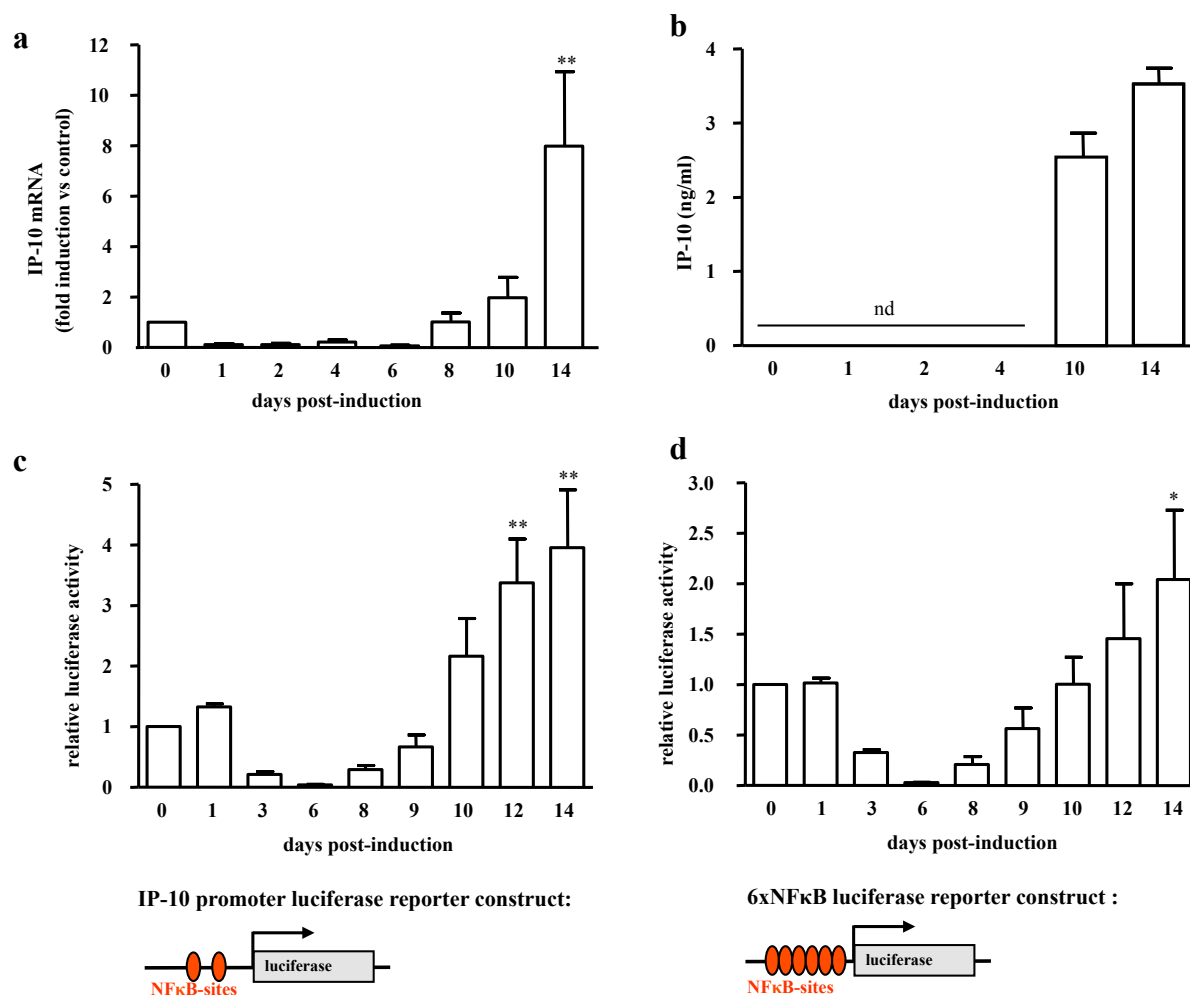 a
12
10
8
6
4
2
0
IP-10 mRNA
(fold induction vs control)
**
0 1 2 4 6 8 10 14
days post-induction
b
4
3
2
1
0
IP-10 (ng/ml)
nd
0 1 2 4 10 14
days post-induction
c
5
4
3
2
1
0
relative luciferase activity
** **
0 1 3 6 8 9 10 12 14
days post-induction
d
3.0
2.5
2.0
1.5
1.0
0.5
0.0
relative luciferase activity
*
0 1 3 6 8 9 10 12 14
days post-induction
IP-10 promoter luciferase reporter construct:
luciferase
NFκB-sites
6xNFκB luciferase reporter construct :
luciferase
NFκB-sites